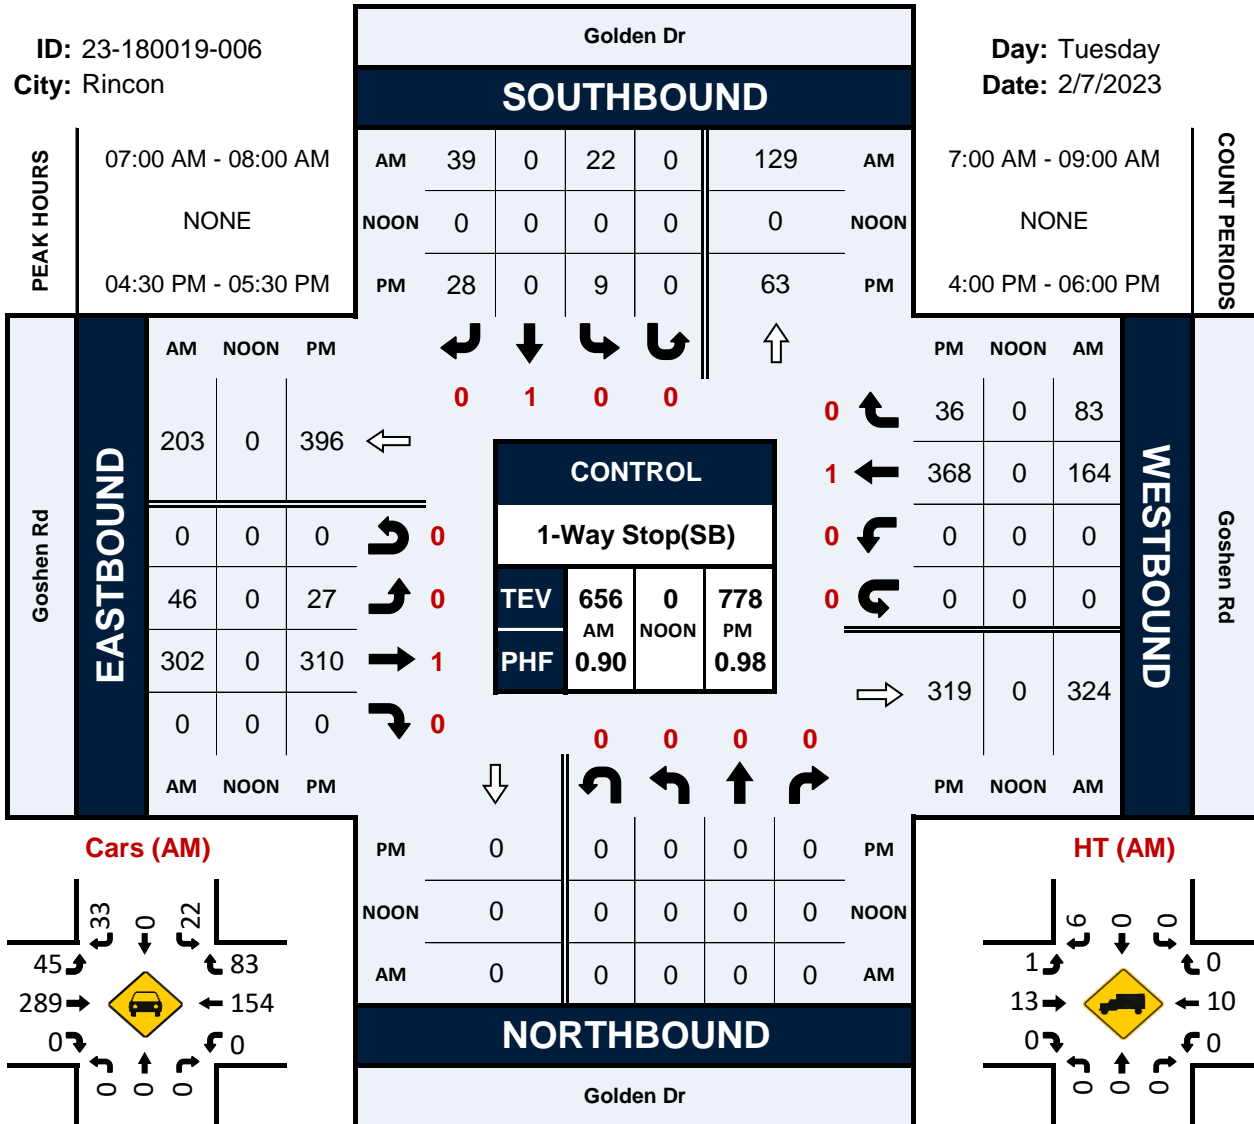 Golden Dr
ID: 23-180019-006
Day: Tuesday
City: Rincon
Date: 2/7/2023
SOUTHBOUND
PEAK HOURS
07:00 AM - 08:00 AM
AM 39 0 22 0 129 AM
7:00 AM - 09:00 AM
COUNT PERIODS
NONE
NOON 0 0 0 0 0 NOON
NONE
04:30 PM - 05:30 PM
PM 28 0 9 0 63 PM
4:00 PM - 06:00 PM
AM NOON PM
PM NOON AM
0 1 0 0
0 36 0 83
203 0 396
CONTROL
1 368 0 164
Goshen Rd
EASTBOUND
WESTBOUND
Goshen Rd
0 0 0 0
1-Way Stop(SB)
0 0 0 0
46 0 27 0
TEV 656 0 778
AM NOON PM
0 0 0 0
302 0 310 1
PHF 0.90 0.98
319 0 324
0 0 0 0
0 0 0 0
AM NOON PM
PM NOON AM
Cars (AM)
PM 0 0 0 0 0 PM
HT (AM)
NOON 0 0 0 0 0 NOON
AM 0 0 0 0 0 AM
33 0 22
45 83
289 154
0 0
0 0 0
6 0 0
1 0
13 10
0 0
0 0 0
NORTHBOUND
Golden Dr